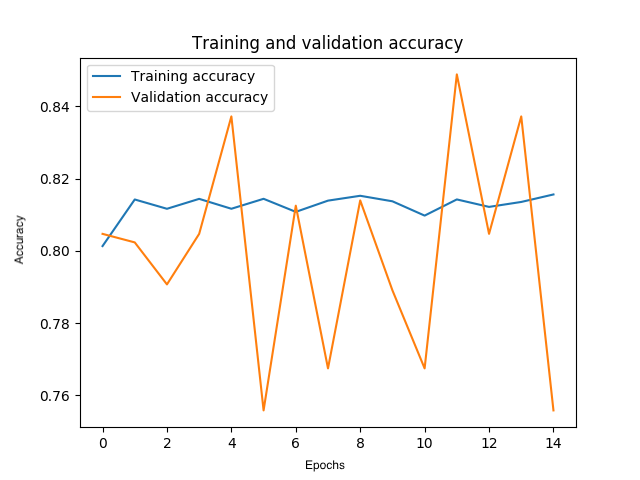 Training and validation accuracy
Training accuracy
Validation accuracy
0.84
0.82
0.80
0.78
0.76
Accuracy
0 2 4 6 8 10 12 14
Epochs